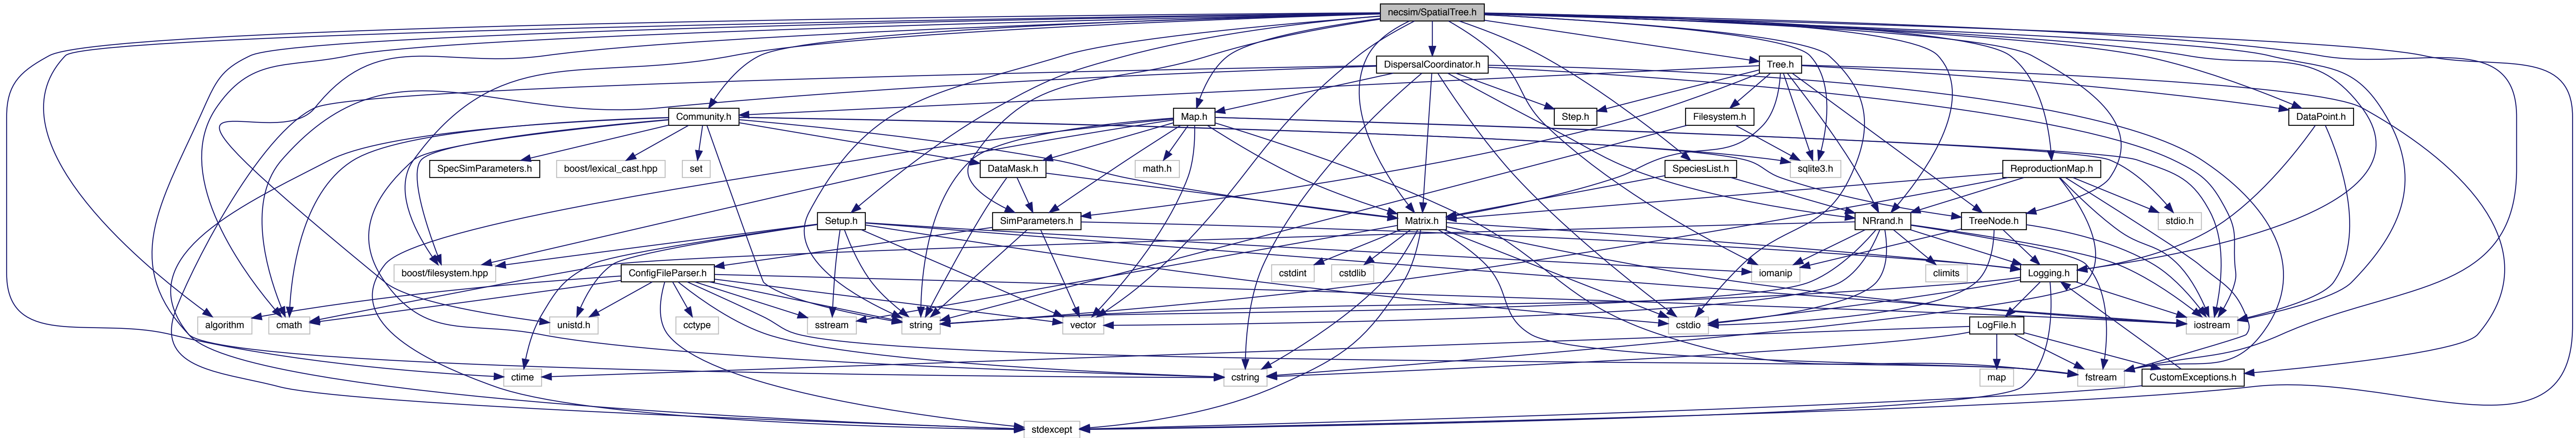 necsim/SpatialTree.h
DispersalCoordinator.h
Tree.h
Community.h
Map.h
Step.h
Filesystem.h
DataPoint.h
SpecSimParameters.h
boost/lexical_cast.hpp
set
DataMask.h
math.h
SpeciesList.h
sqlite3.h
ReproductionMap.h
Setup.h
SimParameters.h
Matrix.h
NRrand.h
TreeNode.h
stdio.h
boost/filesystem.hpp
ConfigFileParser.h
cstdint
cstdlib
iomanip
climits
Logging.h
algorithm
cmath
unistd.h
cctype
sstream
string
vector
cstdio
LogFile.h
iostream
ctime
cstring
map
fstream
CustomExceptions.h
stdexcept